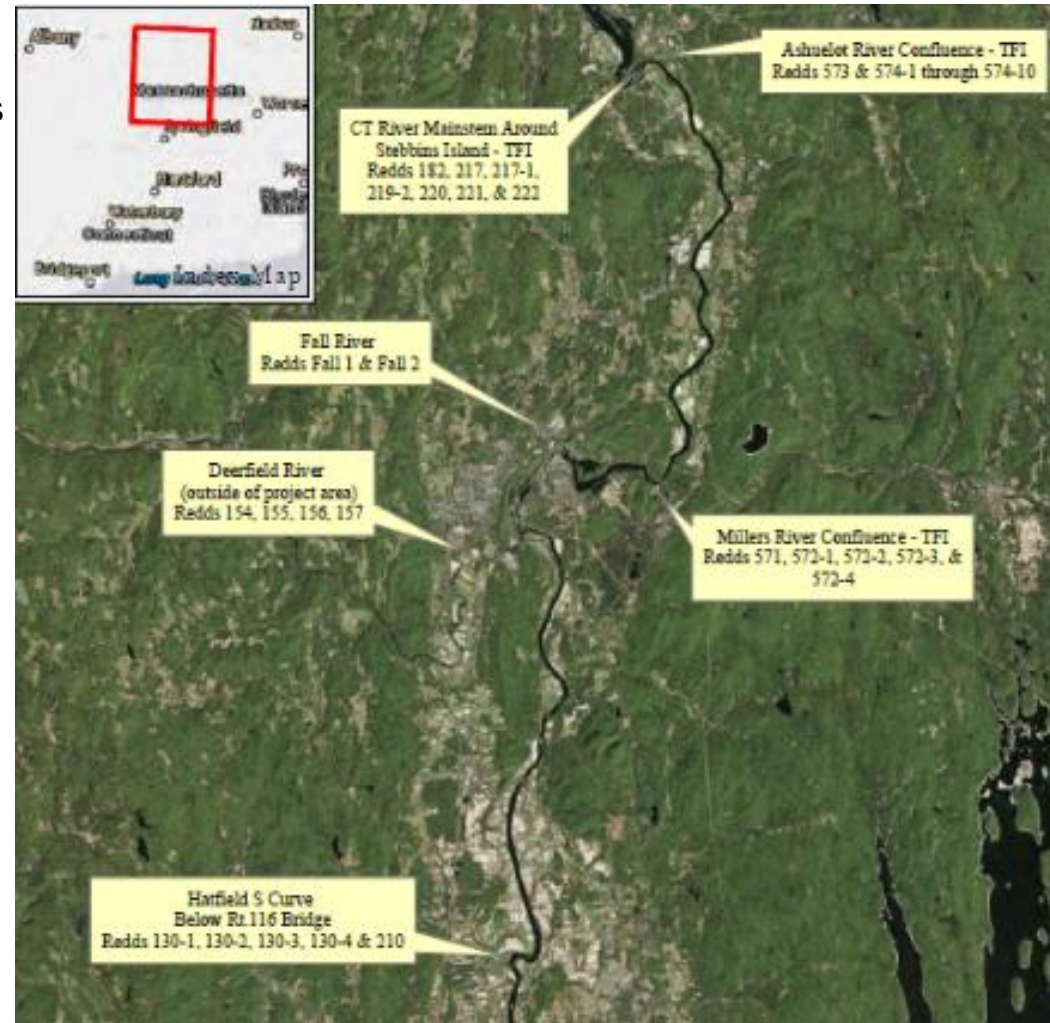 Albany
Massachusetts
Springfield
Hartford
Waterbury
Connecticut
Bridgeport
Index Map
Ashuelot River Confluence - TFI
Redds 573 & 574-1 through 574-10
CT River Mainstem Around
Stebbins Island - TFI
Redds 182, 217, 217-1,
219-2, 220, 221, & 222
Fall River
Redds Fall 1 & Fall 2
Deerfield River
(outside of project area)
Redds 154, 155, 156, 157
Millers River Confluence - TFI
Redds 571, 572-1, 572-2, 572-3, &
572-4
Hatfield S Curve
Below Rt.116 Bridge
Redds 130-1, 130-2, 130-3, 130-4 & 210